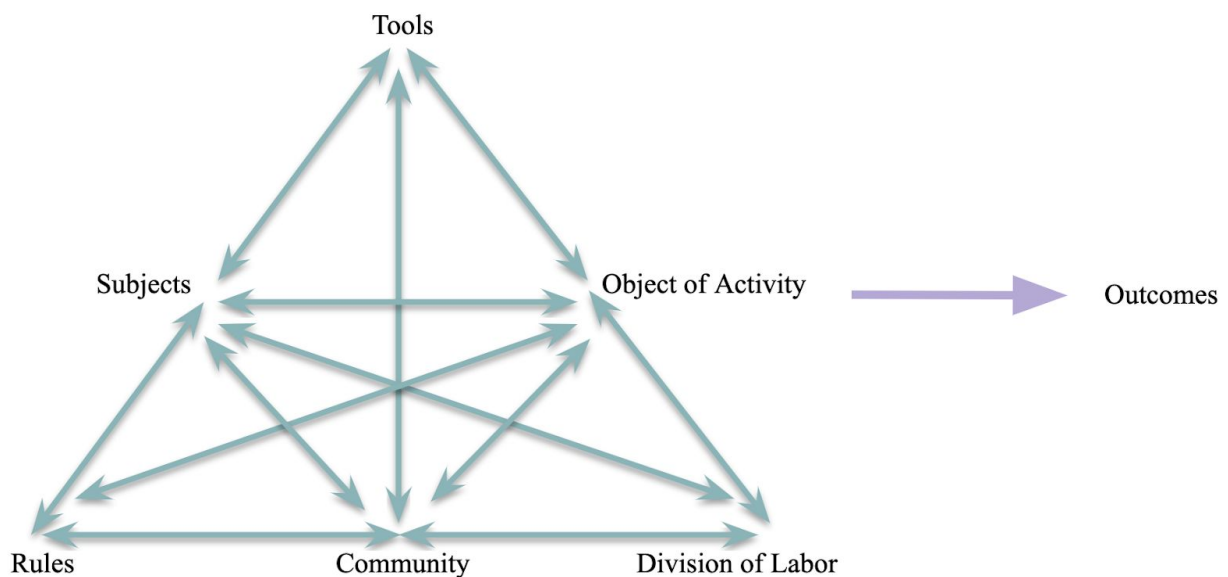 Tools
Subjects
Object of Activity
Outcomes
Rules
Community
Division of Labor